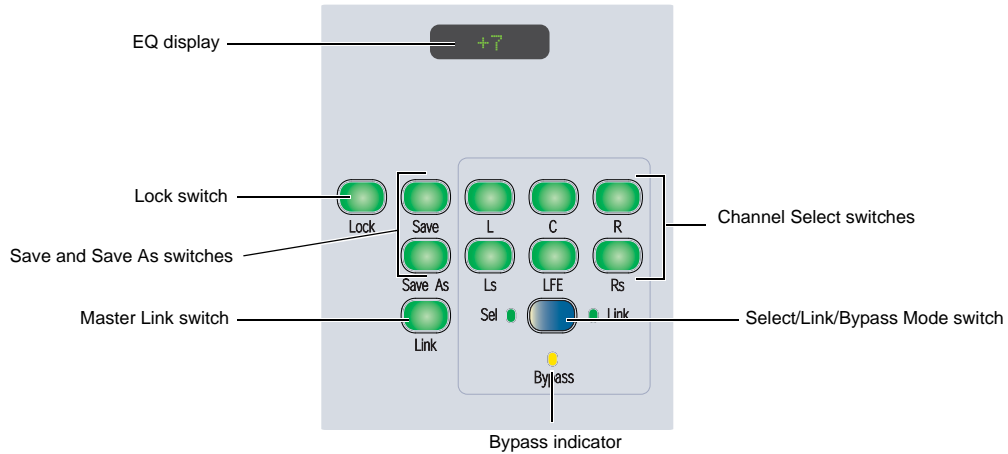 EQ display
+7
Lock switch
Channel Select switches
Lock
Save
L
C
R
Save and Save As switches
Save As
Ls
LFE
Rs
Master Link switch
Sel
Link
Select/Link/Bypass Mode switch
Link
Bypass
Bypass indicator